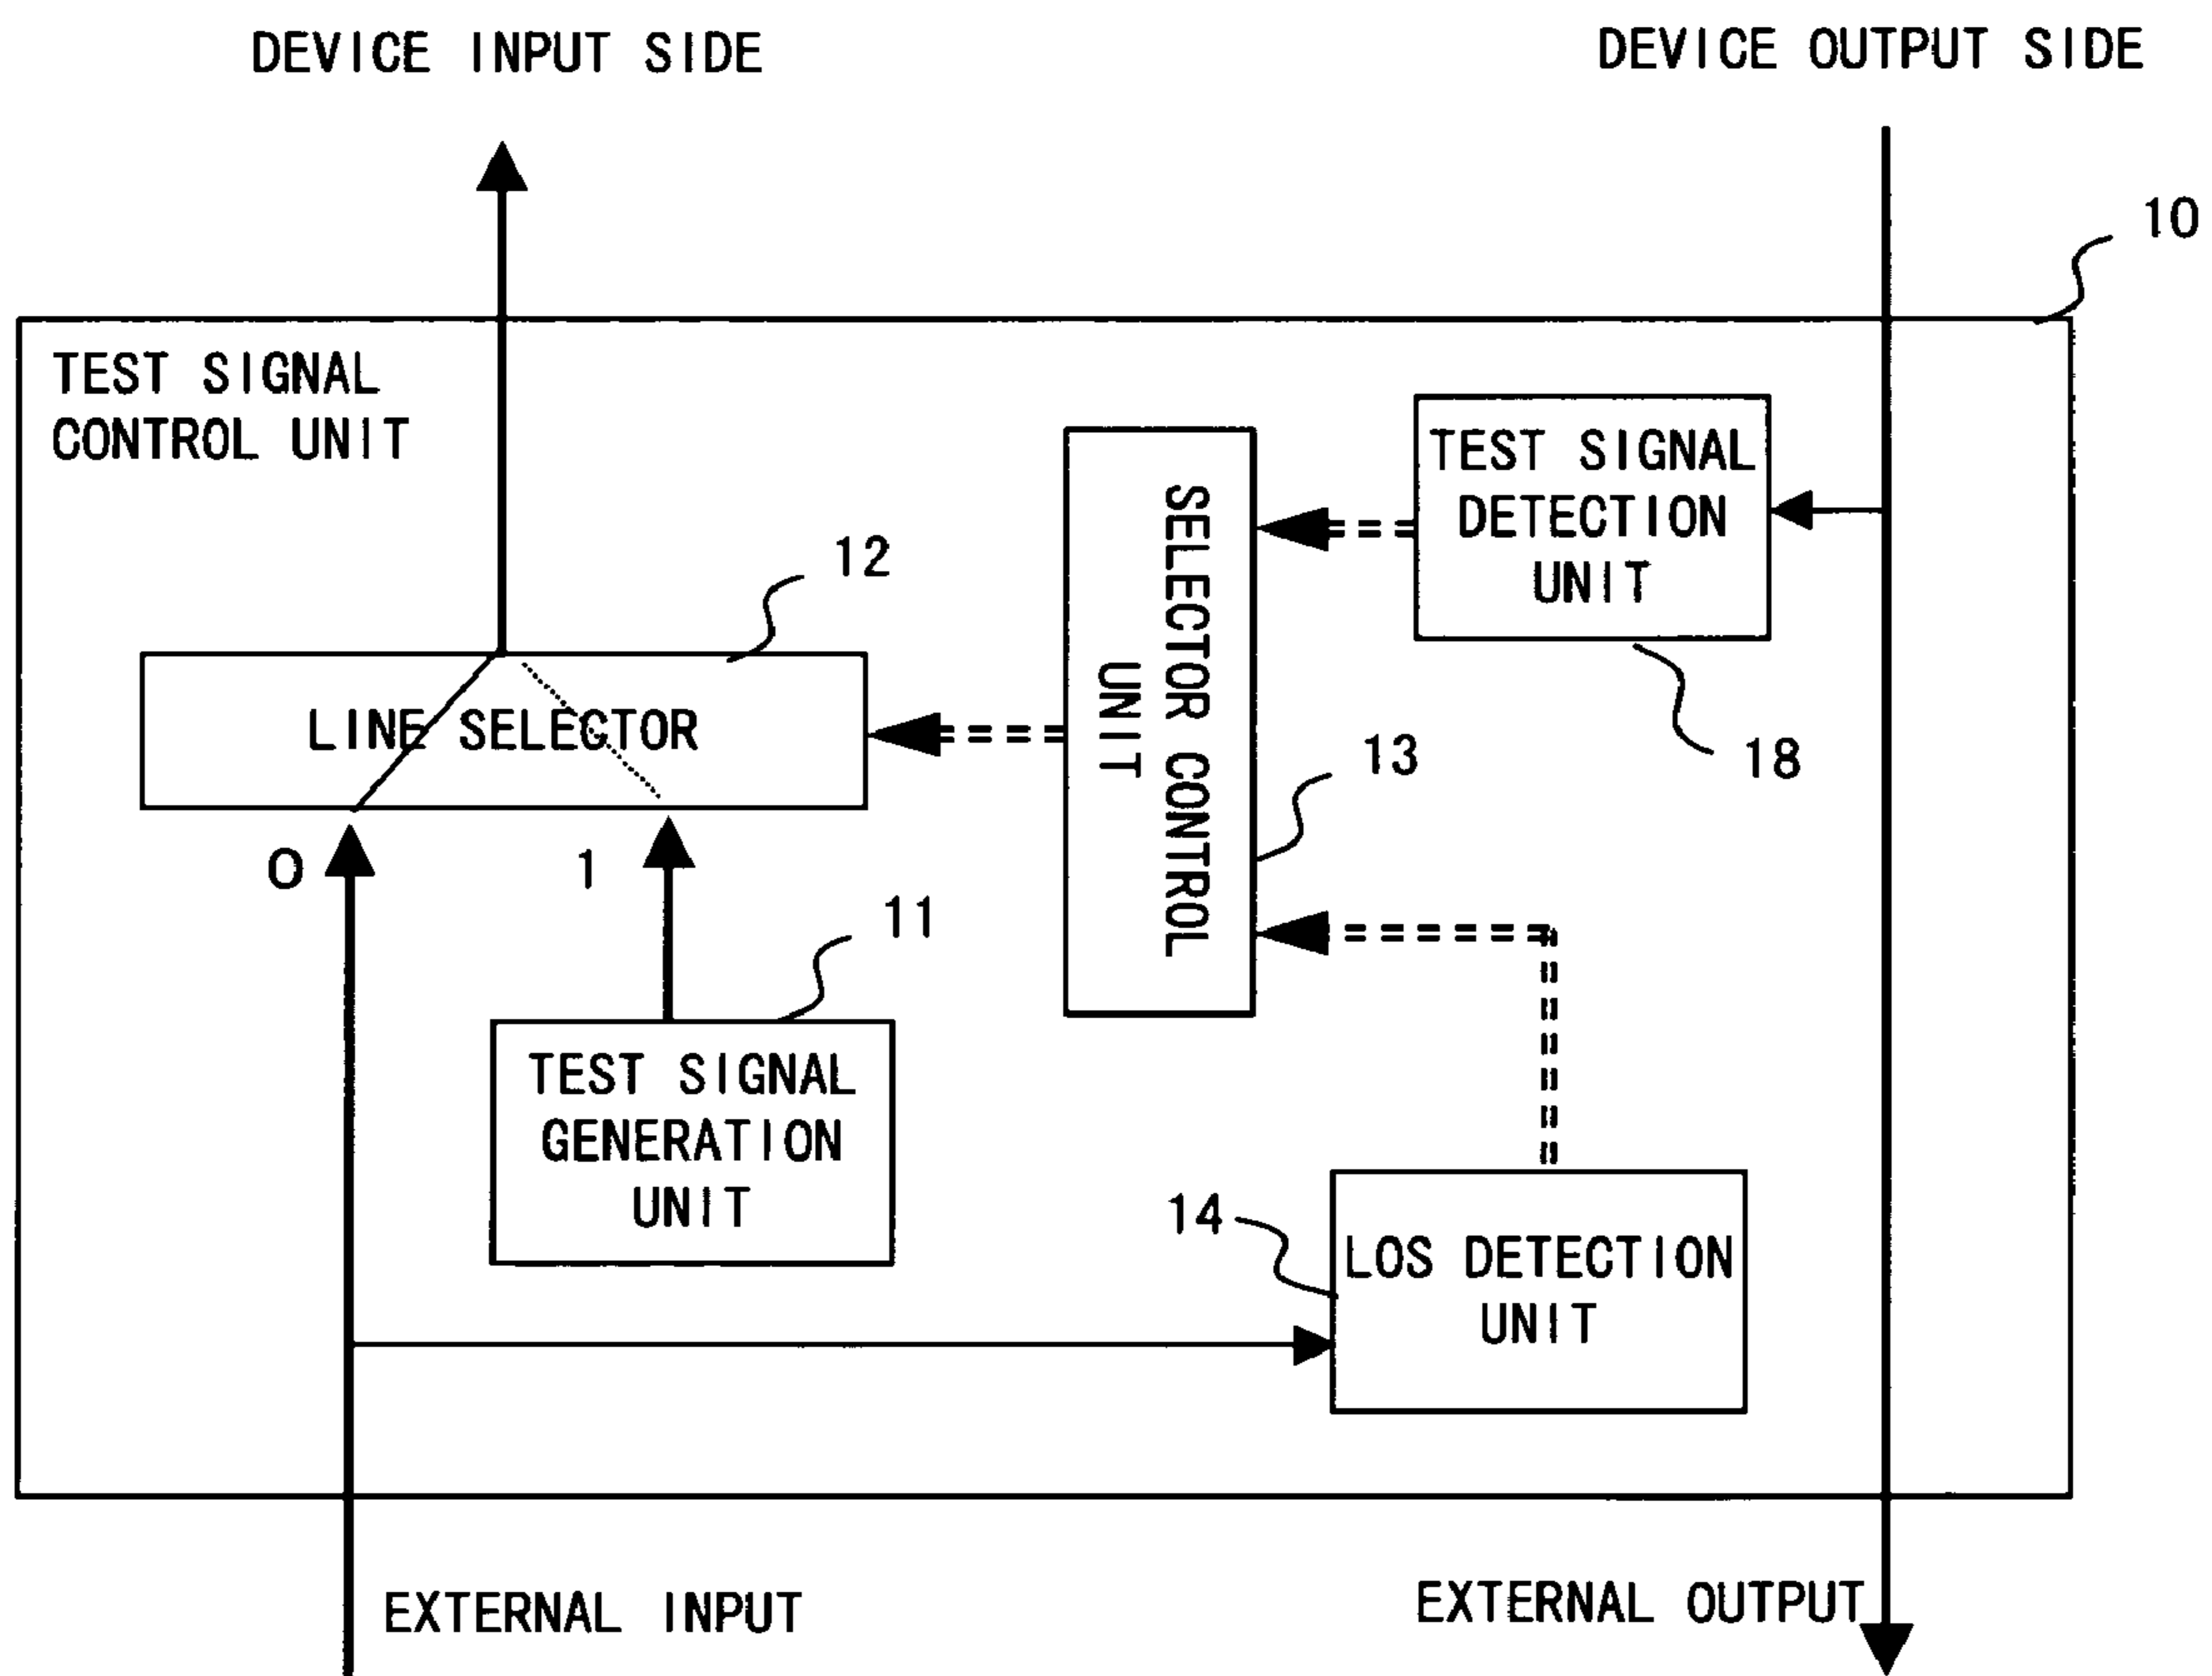 DEVICE INPUT SIDE
DEVICE OUTPUT SIDE
10
TEST SIGNAL
CONTROL UNIT
TEST SIGNAL
DETECTION
UNIT
18
SELECTOR CONTROL
UNIT
13
12
LINE SELECTOR
0
1
11
TEST SIGNAL
GENERATION
UNIT
14
LOS DETECTION
UNIT
EXTERNAL INPUT
EXTERNAL OUTPUT